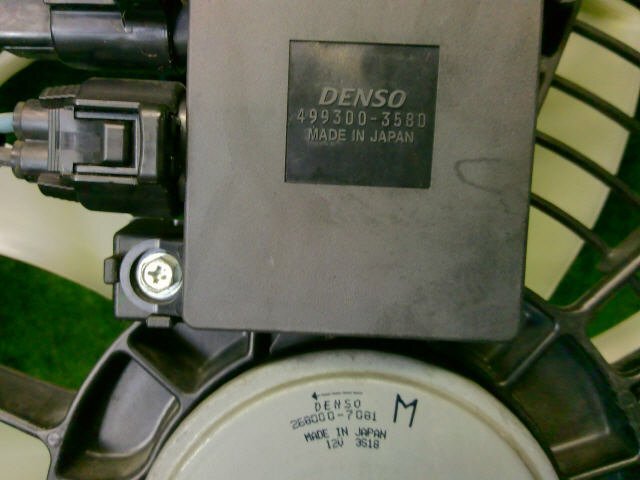 DENSO
499300-3580
MADE IN JAPAN
DENSO
268000-7081
M
MADE IN JAPAN
12V 3S18